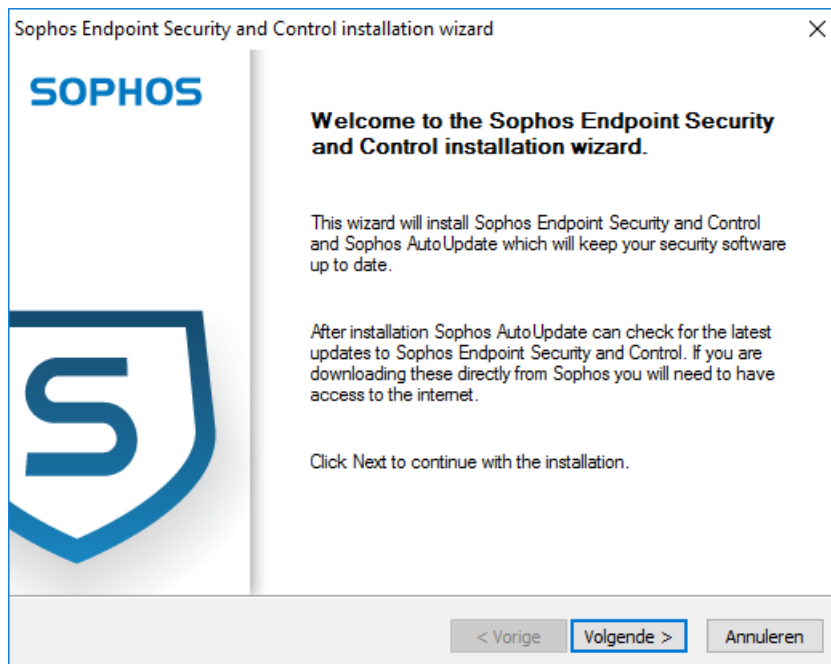 Sophos Endpoint Security and Control installation wizard
SOPHOS
Welcome to the Sophos Endpoint Security
and Control installation wizard.
This wizard will install Sophos Endpoint Security and Control
and Sophos AutoUpdate which will keep your security software
up to date.
After installation Sophos AutoUpdate can check for the latest
updates to Sophos Endpoint Security and Control. If you are
downloading these directly from Sophos you will need to have
access to the internet.
Click Next to continue with the installation.
S
< Vorige Volgende > Annuleren